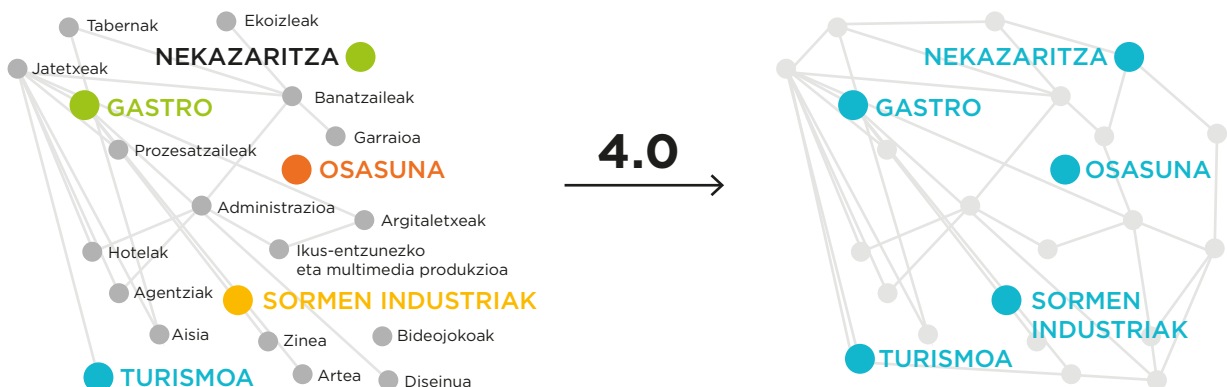 Tabernak
Ekoizleak
NEKAZARITZA
Jatetxeak
GASTRO
Banatzaileak
Garraioa
Prozesatzaileak
OSASUNA
Administrazioa
Argitaletxeak
Hotelak
Ikus-entzunezko
eta multimedia produkzioa
Agentziak
SORMEN INDUSTRIAK
Aisia
Zinea
Bideojokoak
TURISMOA
Artea
Diseinua
4.0
NEKAZARITZA
GASTRO
OSASUNA
SORMEN
INDUSTRIAK
TURISMOA